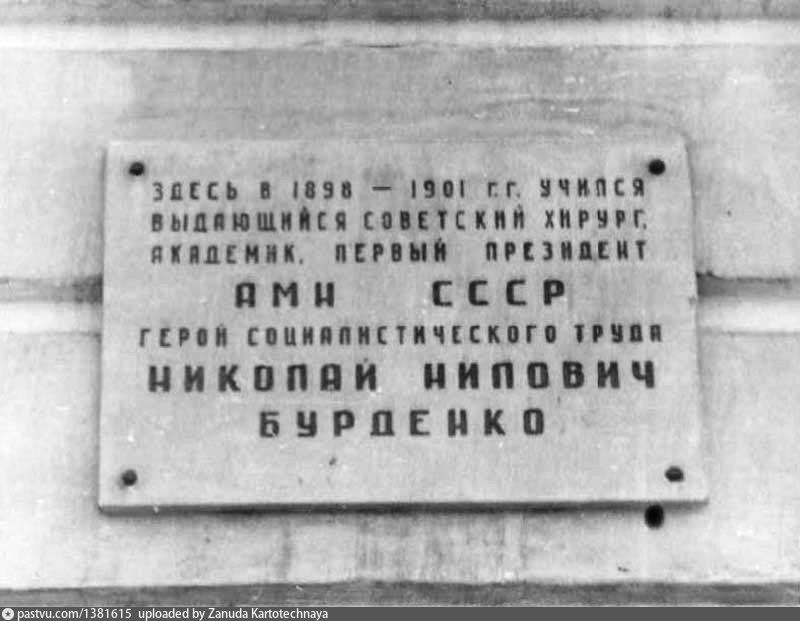 ЗДЕСЬ В 1898 — 1901 г.г. УЧИЛСЯ
ВЫДАЮЩИЙСЯ СОВЕТСКИЙ ХИРУРГ,
АКАДЕМИК, ПЕРВЫЙ ПРЕЗИДЕНТ
АМН СССР
ГЕРОЙ СОЦИАЛИСТИЧЕСКОГО ТРУДА
НИКОЛАЙ НИЛОВИЧ
БУРДЕНКО
pastvu.com/1381615 uploaded by Zanuda Kartotechnaya